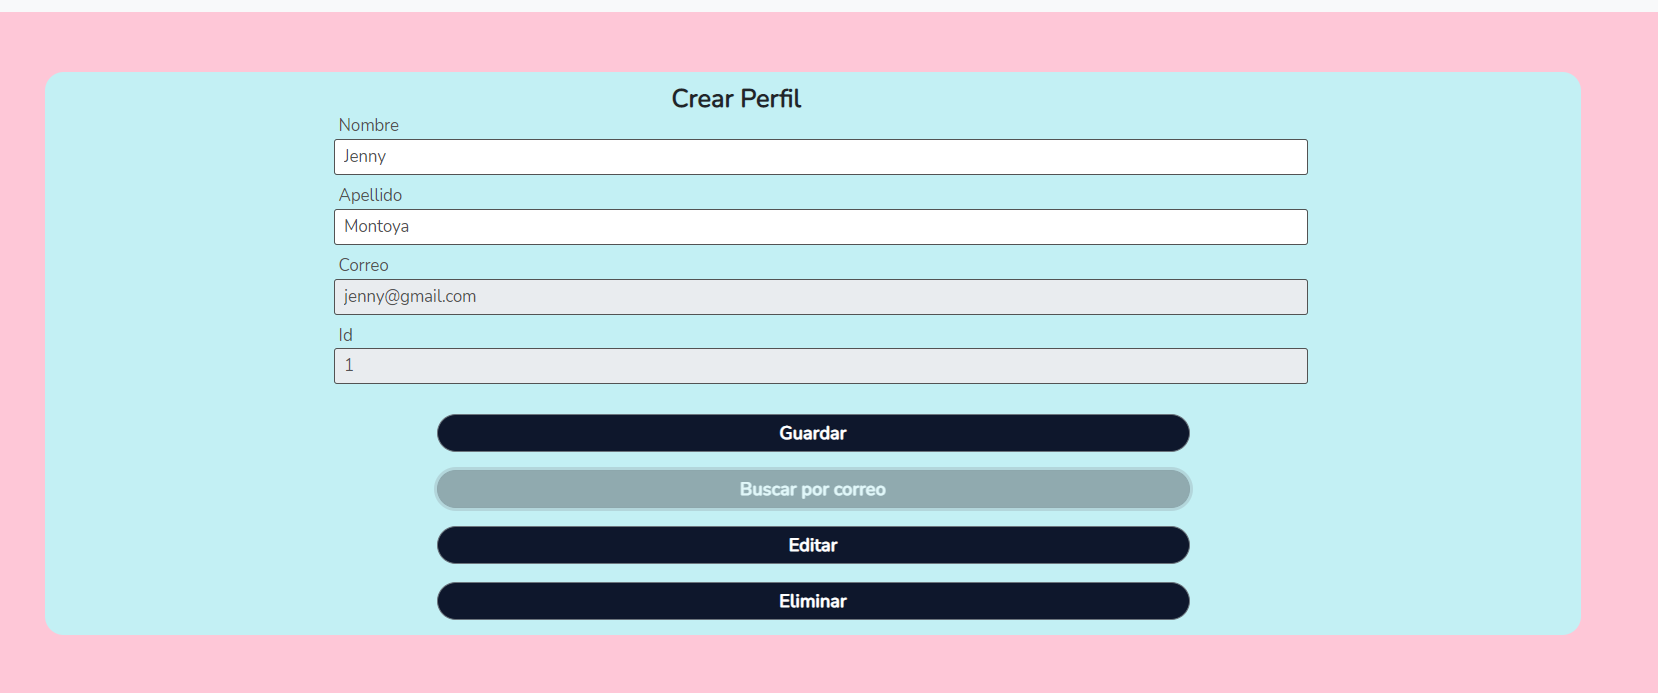 Crear Perfil
Nombre
Jenny
Apellido
Montoya
Correo
jenny@gmail.com
Id
1
Guardar
Buscar por correo
Editar
Eliminar